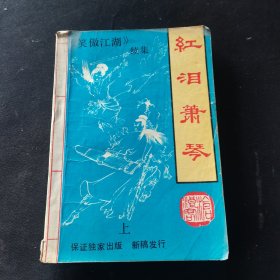 《笑傲江湖》
续集
紅泪萧琴
上
保证独家出版　新稿发行